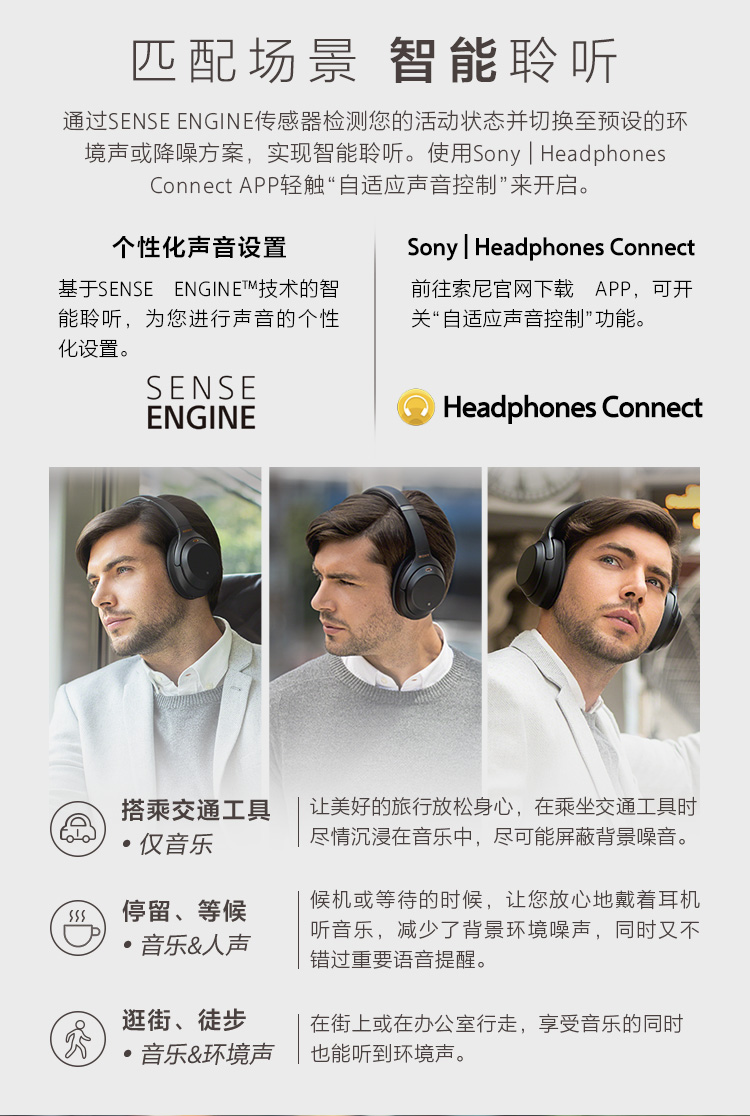 匹配场景 智能聆听
通过SENSE ENGINE传感器检测您的活动状态并切换至预设的环
境声或降噪方案，实现智能聆听。使用Sony | Headphones
Connect APP轻触“自适应声音控制”来开启。
个性化声音设置
基于SENSE ENGINE™技术的智
能聆听，为您进行声音的个性
化设置。
SENSE
ENGINE
Sony | Headphones Connect
前往索尼官网下载 APP，可开
关“自适应声音控制”功能。
Headphones Connect
搭乘交通工具
• 仅音乐
让美好的旅行放松身心，在乘坐交通工具时
尽情沉浸在音乐中，尽可能屏蔽背景噪音。
停留、等候
• 音乐&人声
候机或等待的时候，让您放心地戴着耳机
听音乐，减少了背景环境噪声，同时又不
错过重要语音提醒。
逛街、徒步
• 音乐&环境声
在街上或在办公室行走，享受音乐的同时
也能听到环境声。